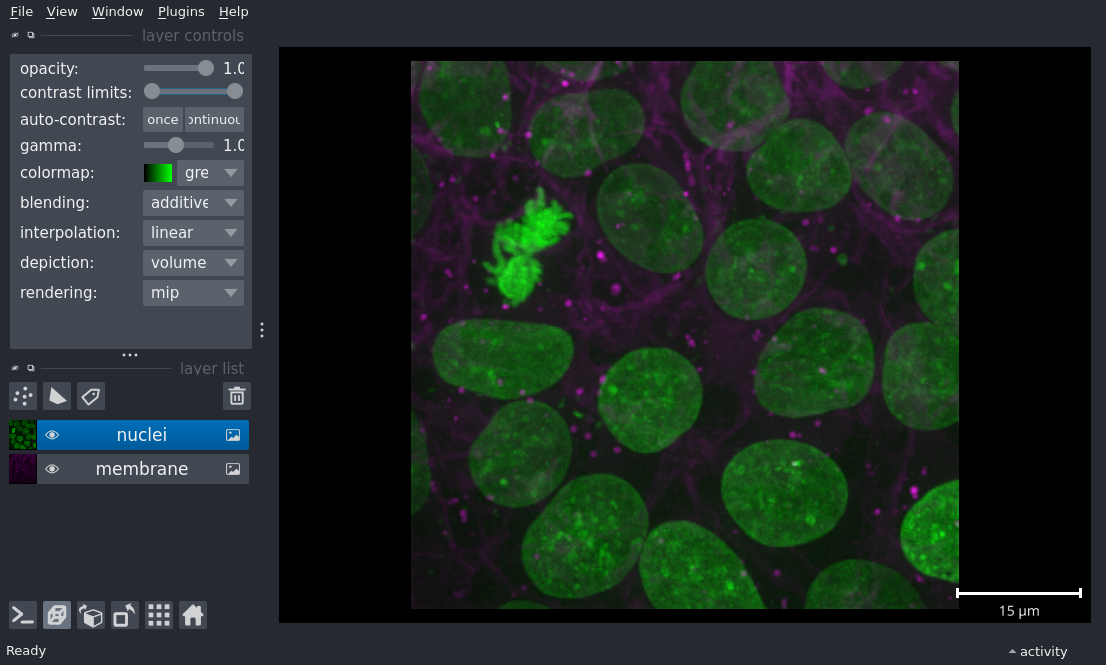 File View Window Plugins Help
layer controls
opacity: 1.0
contrast limits:
auto-contrast: once ontinuou
gamma: 1.0
colormap: gre
blending: additive
interpolation: linear
depiction: volume
rendering: mip
layer list
nuclei
membrane
15 µm
Ready
activity